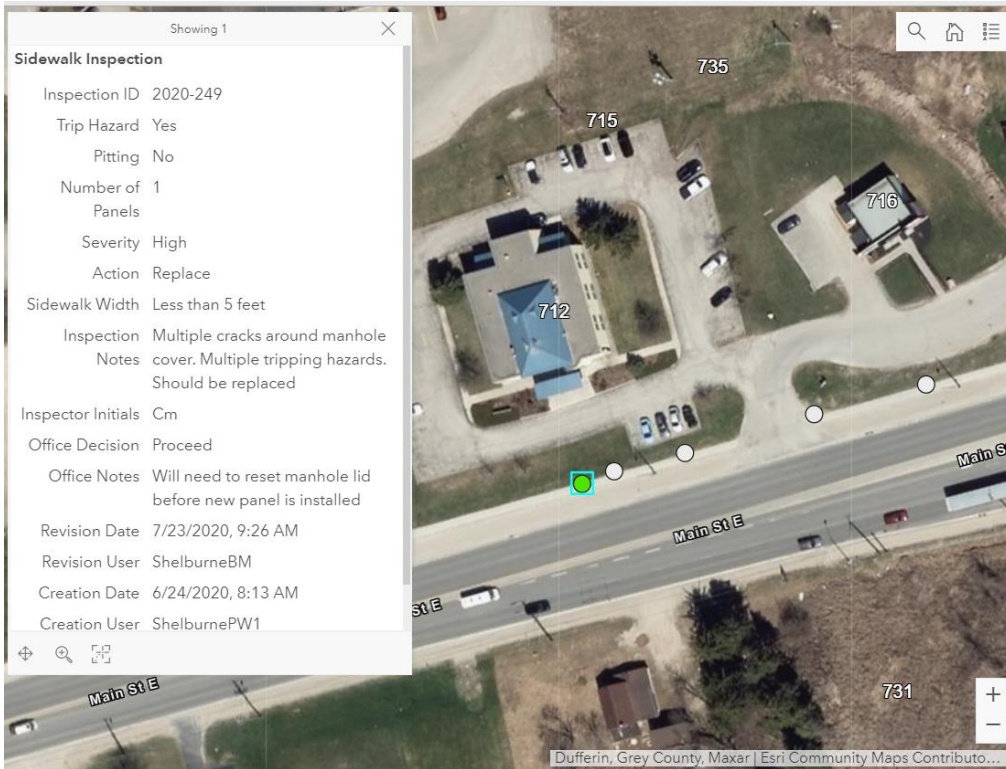 Showing 1
Sidewalk Inspection
Inspection ID 2020-249
Trip Hazard Yes
Pitting No
Number of 1
Panels
Severity High
Action Replace
Sidewalk Width Less than 5 feet
Inspection Multiple cracks around manhole
Notes cover. Multiple tripping hazards.
Should be replaced
Inspector Initials Cm
Office Decision Proceed
Office Notes Will need to reset manhole lid
before new panel is installed
Revision Date 7/23/2020, 9:26 AM
Revision User ShelburneBM
Creation Date 6/24/2020, 8:13 AM
Creation User ShelburnePW1
735
715
716
712
Main S
Main St E
St E
Main St E
731
Dufferin, Grey County, Maxar | Esri Community Maps Contributo...